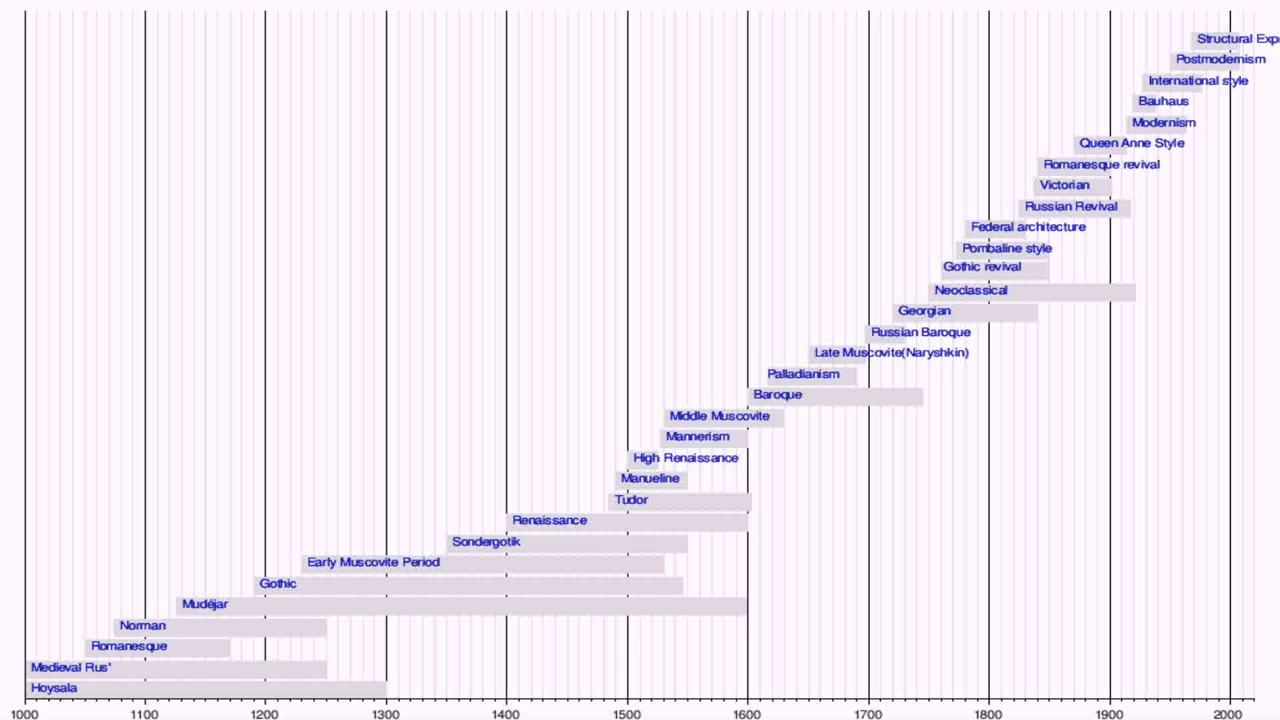 Structural Exp
Postmodernism
International style
Bauhaus
Modernism
Queen Anne Style
Romanesque revival
Victorian
Russian Revival
Federal architecture
Pombaline style
Gothic revival
Neoclassical
Georgian
Russian Baroque
Late Muscovite(Naryshkin)
Palladianism
Baroque
Middle Muscovite
Mannerism
High Renaissance
Manueline
Tudor
Renaissance
Sondergotik
Early Muscovite Period
Gothic
Mudéjar
Norman
Romanesque
Medieval Rus'
Hoysala
1000 1100 1200 1300 1400 1500 1600 1700 1800 1900 2000